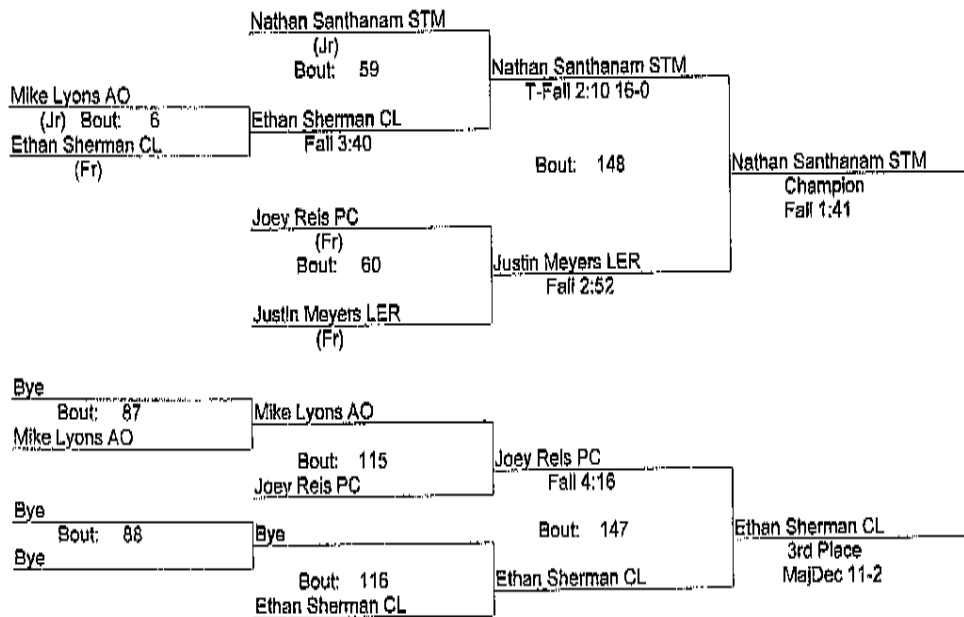 Nathan Santhanam STM
(Jr)
Bout: 59
Nathan Santhanam STM
T-Fall 2:10 16-0
Mike Lyons AO
(Jr) Bout: 6
Ethan Sherman CL
(Fr)
Ethan Sherman CL
Fall 3:40
Bout: 148
Nathan Santhanam STM
Champion
Fall 1:41
Joey Reis PC
(Fr)
Bout: 60
Justin Meyers LER
Fall 2:52
Justin Meyers LER
(Fr)
Bye
Bout: 87
Mike Lyons AO
Mike Lyons AO
Bout: 115
Joey Reis PC
Joey Reis PC
Fall 4:16
Bye
Bout: 88
Bye
Bye
Bout: 147
Ethan Sherman CL
3rd Place
MajDec 11-2
Bout: 116
Ethan Sherman CL
Ethan Sherman CL